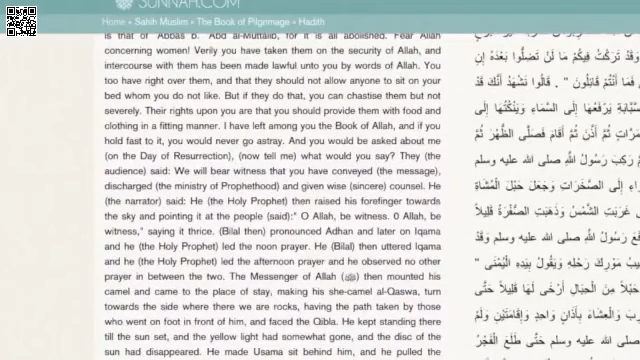 SUNNAH.COM
Home » Sahih Muslim » The Book of Pilgrimage » Hadith
is that of 'Abbas b. 'Abd al-Muttalib, for it is all abolished. Fear Allah
concerning women! Verily you have taken them on the security of Allah, and
intercourse with them has been made lawful unto you by words of Allah. You
too have right over them, and that they should not allow anyone to sit on your
bed whom you do not like. But if they do that, you can chastise them but not
severely. Their rights upon you are that you should provide them with food and
clothing in a fitting manner. I have left among you the Book of Allah, and if you
hold fast to it, you would never go astray. And you would be asked about me
(on the Day of Resurrection), (now tell me) what would you say? They (the
audience) said: We will bear witness that you have conveyed (the message),
discharged (the ministry of Prophethood) and given wise (sincere) counsel. He
(the narrator) said: He (the Holy Prophet) then raised his forefinger towards
the sky and pointing it at the people (said):" O Allah, be witness. 0 Allah, be
witness," saying it thrice. (Bilal then) pronounced Adhan and later on Iqama
and he (the Holy Prophet) led the noon prayer. He (Bilal) then uttered Iqama
and he (the Holy Prophet) led the afternoon prayer and he observed no other
prayer in between the two. The Messenger of Allah (ﷺ) then mounted his
camel and came to the place of stay, making his she-camel al-Qaswa, turn
towards the side where there we are rocks, having the path taken by those
who went on foot in front of him, and faced the Qibla. He kept standing there
till the sun set, and the yellow light had somewhat gone, and the disc of the
sun had disappeared. He made Usama sit behind him, and he pulled the
وَقَدْ تَرَكْتُ فِيكُمْ مَا لَنْ تَضِلُّوا بَعْدَهُ إِنِ
فَمَا أَنْتُمْ قَائِلُونَ " . قَالُوا نَشْهَدُ أَنَّكَ قَدْ
السَّبَّابَةِ يَرْفَعُهَا إِلَى السَّمَاءِ وَيَنْكُتُهَا إِلَى
مَرَّاتٍ ثُمَّ أَذَّنَ ثُمَّ أَقَامَ فَصَلَّى الظُّهْرَ ثُمَّ
رَكِبَ رَسُولُ اللَّهِ صلى الله عليه وسلم
إِلَى الصَّخَرَاتِ وَجَعَلَ حَبْلَ الْمُشَاةِ
غَرَبَتِ الشَّمْسُ وَذَهَبَتِ الصُّفْرَةُ قَلِيلاً
رَسُولُ اللَّهِ صلى الله عليه وسلم وَقَدْ
مَوْرِكَ رَحْلِهِ وَيَقُولُ بِيَدِهِ الْيُمْنَى "
حَبْلاً مِنَ الْحِبَالِ أَرْخَى لَهَا قَلِيلاً حَتَّى
وَالْعِشَاءَ بِأَذَانٍ وَاحِدٍ وَإِقَامَتَيْنِ وَلَمْ
صلى الله عليه وسلم حَتَّى طَلَعَ الْفَجْرُ